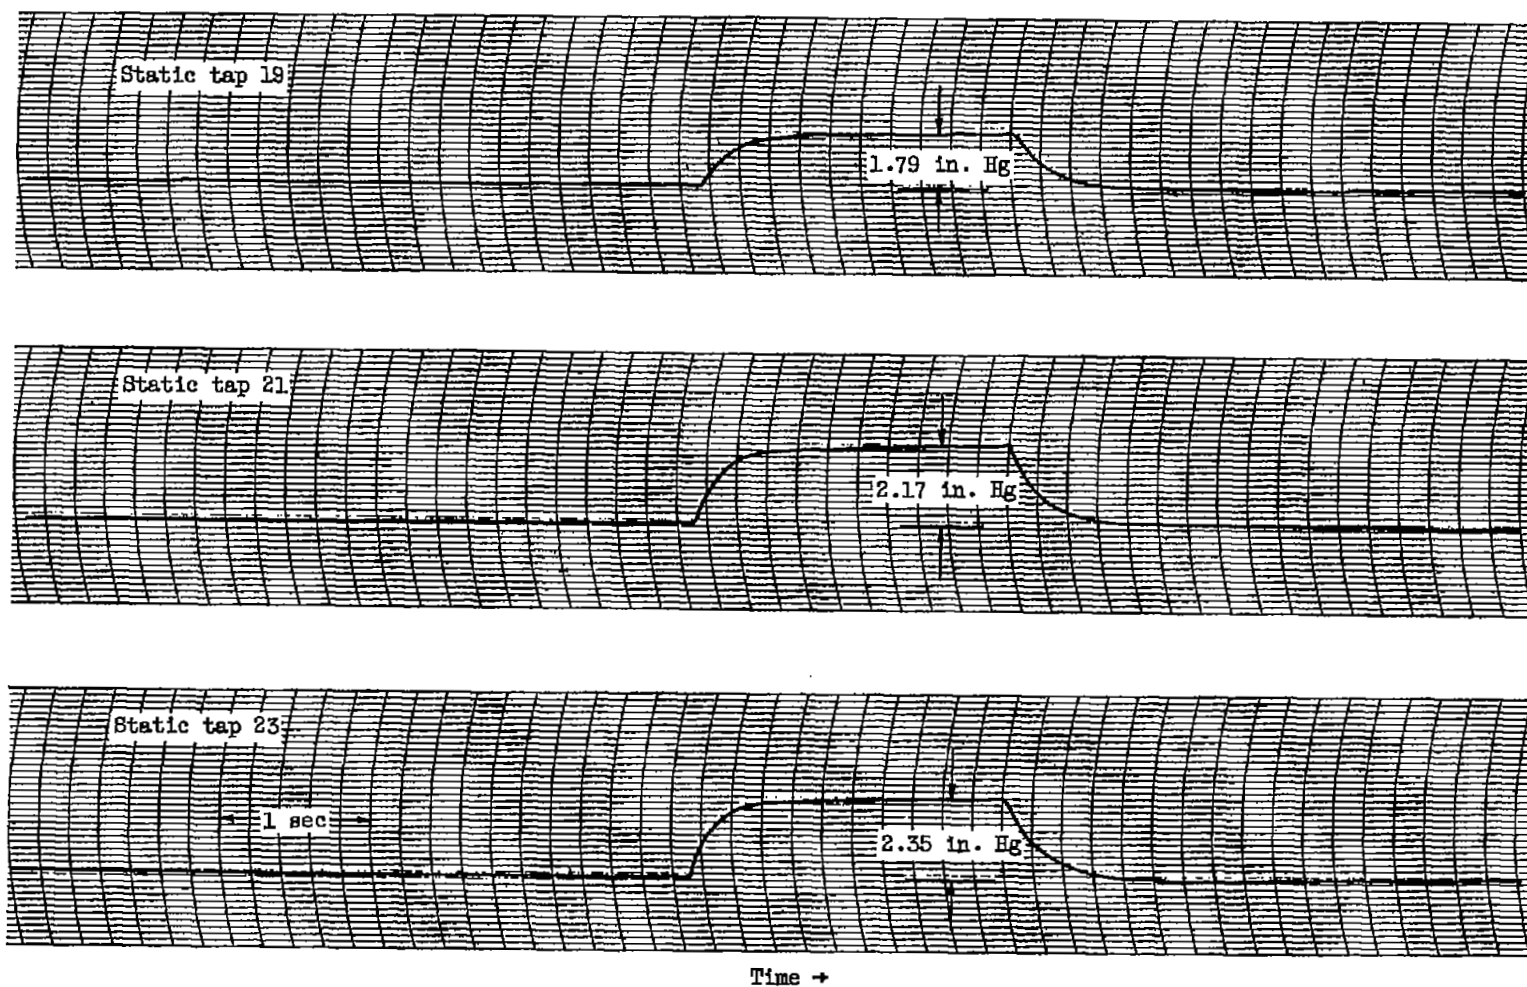 Static tap 19
1.79 in. Hg
Static tap 21
2.17 in. Hg
Static tap 23
1 sec
2.35 in. Hg
Time →